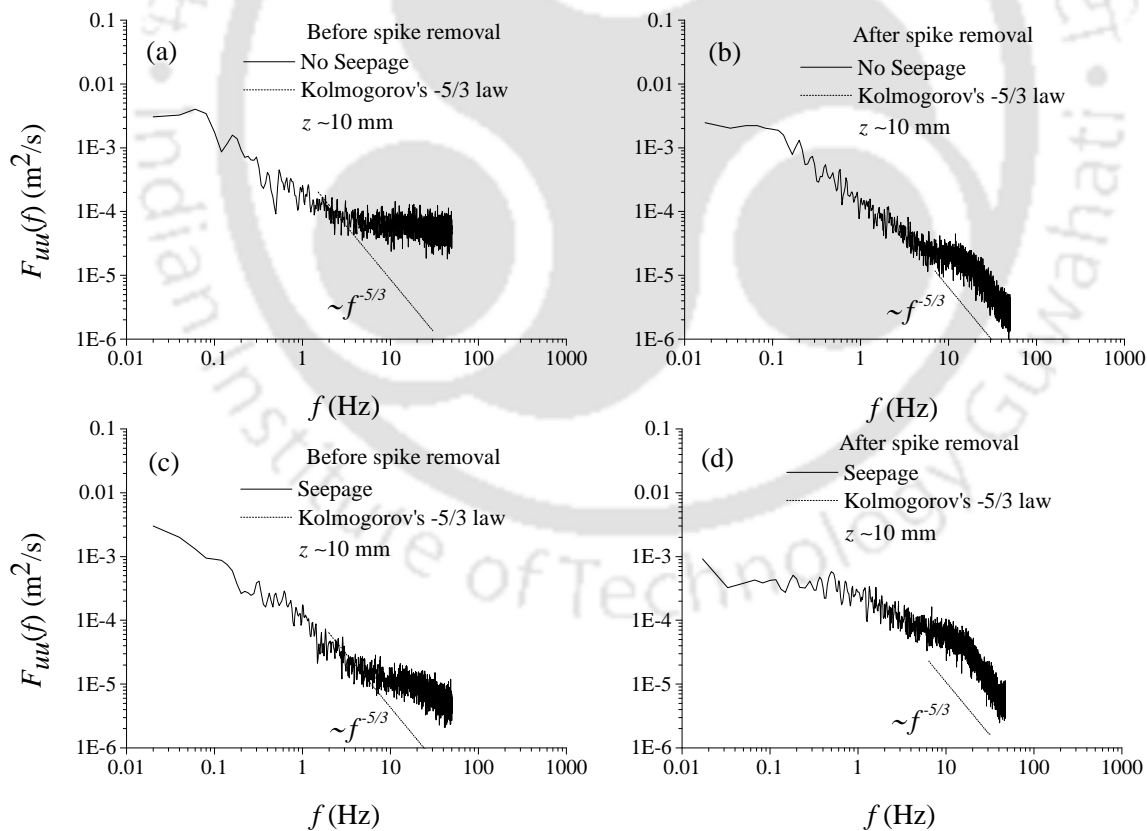 0.1
(a)
Before spike removal
No Seepage
0.01
Kolmogorov's -5/3 law
z ~10 mm
1E-3
1E-4
1E-5
~f^-5/3
1E-6
0.01 0.1 1 10 100 1000
F_uu(f) (m²/s)
f (Hz)
0.1
(b)
After spike removal
No Seepage
0.01
Kolmogorov's -5/3 law
z ~10 mm
1E-3
1E-4
1E-5
~f^-5/3
1E-6
0.01 0.1 1 10 100 1000
f (Hz)
0.1
(c)
Before spike removal
Seepage
0.01
Kolmogorov's -5/3 law
z ~10 mm
1E-3
1E-4
1E-5
~f^-5/3
1E-6
0.01 0.1 1 10 100 1000
F_uu(f) (m²/s)
f (Hz)
0.1
(d)
After spike removal
Seepage
0.01
Kolmogorov's -5/3 law
z ~10 mm
1E-3
1E-4
1E-5
~f^-5/3
1E-6
0.01 0.1 1 10 100 1000
f (Hz)
Indian Institute of Technology Guwahati